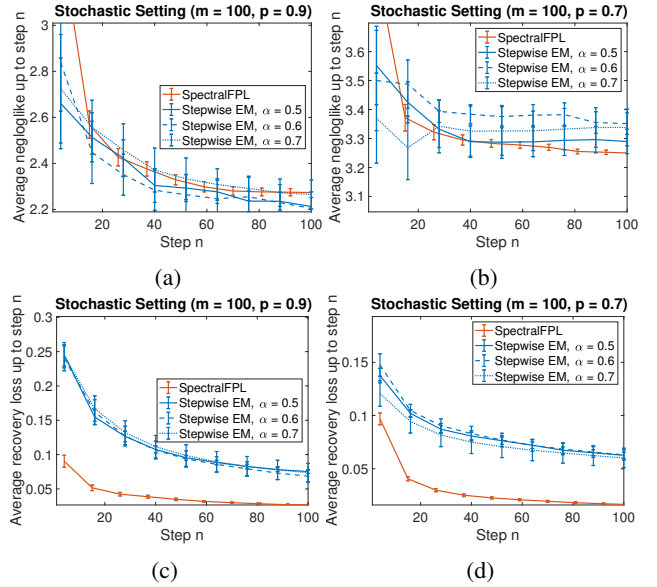 Stochastic Setting (m = 100, p = 0.9)
Average negloglike up to step n
3
2.8
2.6
2.4
2.2
SpectralFPL
Stepwise EM, α = 0.5
Stepwise EM, α = 0.6
Stepwise EM, α = 0.7
20 40 60 80 100
Step n
(a)
Stochastic Setting (m = 100, p = 0.7)
Average negloglike up to step n
3.6
3.5
3.4
3.3
3.2
3.1
SpectralFPL
Stepwise EM, α = 0.5
Stepwise EM, α = 0.6
Stepwise EM, α = 0.7
20 40 60 80 100
Step n
(b)
Stochastic Setting (m = 100, p = 0.9)
Average recovery loss up to step n
0.3
0.25
0.2
0.15
0.1
0.05
SpectralFPL
Stepwise EM, α = 0.5
Stepwise EM, α = 0.6
Stepwise EM, α = 0.7
20 40 60 80 100
Step n
(c)
Stochastic Setting (m = 100, p = 0.7)
Average recovery loss up to step n
0.15
0.1
0.05
SpectralFPL
Stepwise EM, α = 0.5
Stepwise EM, α = 0.6
Stepwise EM, α = 0.7
20 40 60 80 100
Step n
(d)